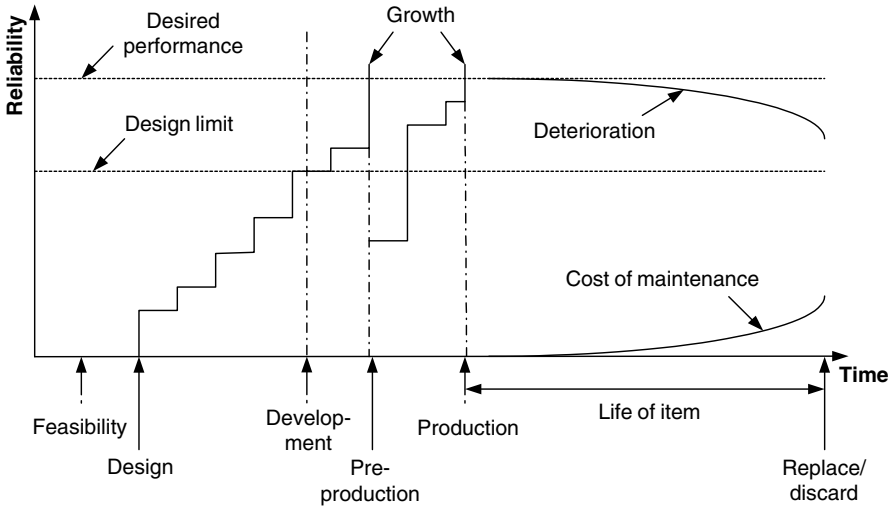 Reliability
Desired
performance
Growth
Design limit
Deterioration
Cost of maintenance
Time
Feasibility
Develop-
ment
Production
Life of item
Design
Pre-
production
Replace/
discard